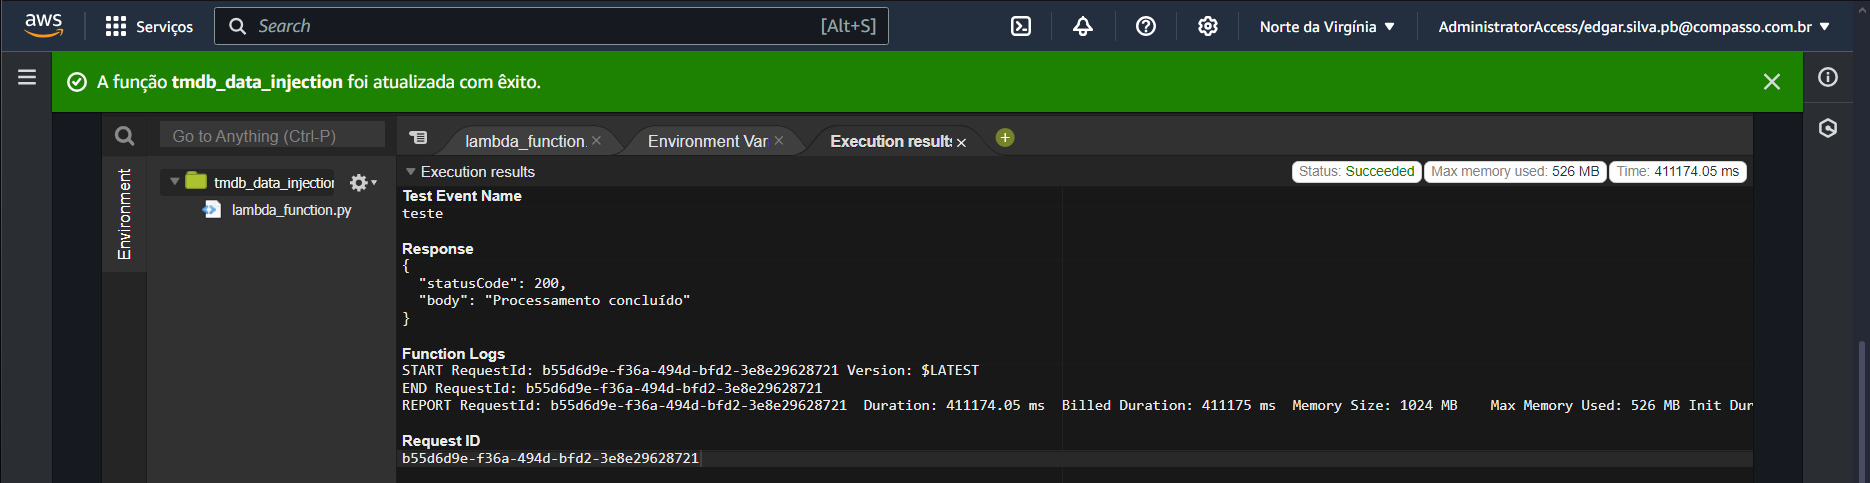 aws
Serviços
Search
[Alt+S]
Norte da Virgínia
AdministratorAccess/edgar.silva.pb@compasso.com.br
A função tmdb_data_injection foi atualizada com êxito.
Go to Anything (Ctrl-P)
lambda_function.
Environment Var
Execution results
Environment
tmdb_data_injection
lambda_function.py
Execution results
Status: Succeeded
Max memory used: 526 MB
Time: 411174.05 ms
Test Event Name
teste
Response
{
"statusCode": 200,
"body": "Processamento concluído"
}
Function Logs
START RequestId: b55d6d9e-f36a-494d-bfd2-3e8e29628721 Version: $LATEST
END RequestId: b55d6d9e-f36a-494d-bfd2-3e8e29628721
REPORT RequestId: b55d6d9e-f36a-494d-bfd2-3e8e29628721 Duration: 411174.05 ms Billed Duration: 411175 ms Memory Size: 1024 MB Max Memory Used: 526 MB Init Dur
Request ID
b55d6d9e-f36a-494d-bfd2-3e8e29628721